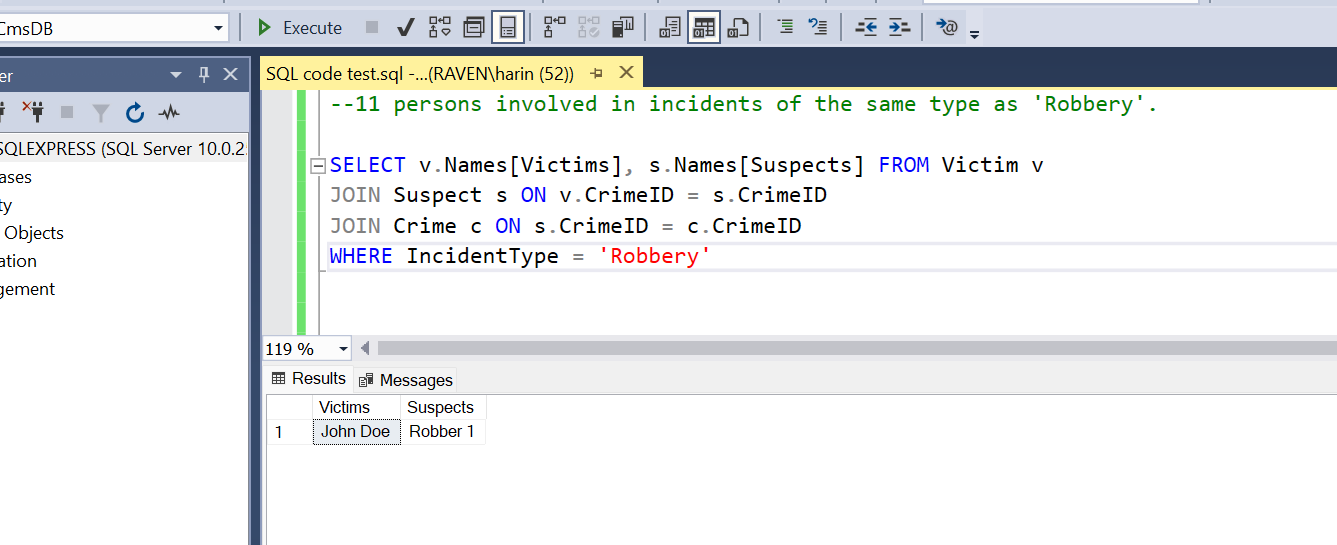 CmsDB
Execute
er
SQL code test.sql -...(RAVEN\harin (52))
--11 persons involved in incidents of the same type as 'Robbery'.
SQLEXPRESS (SQL Server 10.0.2
ases
ty
Objects
ation
gement
SELECT v.Names[Victims], s.Names[Suspects] FROM Victim v
JOIN Suspect s ON v.CrimeID = s.CrimeID
JOIN Crime c ON s.CrimeID = c.CrimeID
WHERE IncidentType = 'Robbery'
119 %
Results Messages
Victims Suspects
1 John Doe Robber 1